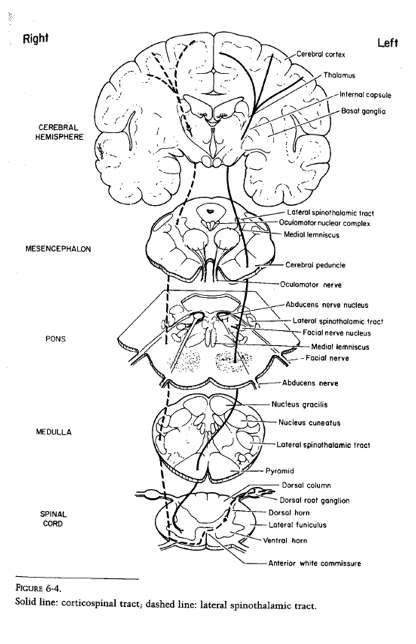 Right
Left
Cerebral cortex
Thalamus
Internal capsule
Basal ganglia
CEREBRAL
HEMISPHERE
Lateral spinothalamic tract
Oculomotor nuclear complex
Medial lemniscus
MESENCEPHALON
Cerebral peduncle
Oculomotor nerve
Abducens nerve nucleus
Lateral spinothalamic tract
Facial nerve nucleus
PONS
Medial lemniscus
Facial nerve
Abducens nerve
Nucleus gracilis
Nucleus cuneatus
MEDULLA
Lateral spinothalamic tract
Pyramid
Dorsal column
Dorsal root ganglion
SPINAL
CORD
Dorsal horn
Lateral funiculus
Ventral horn
Anterior white commissure
FIGURE 6-4.
Solid line: corticospinal tract; dashed line: lateral spinothalamic tract.